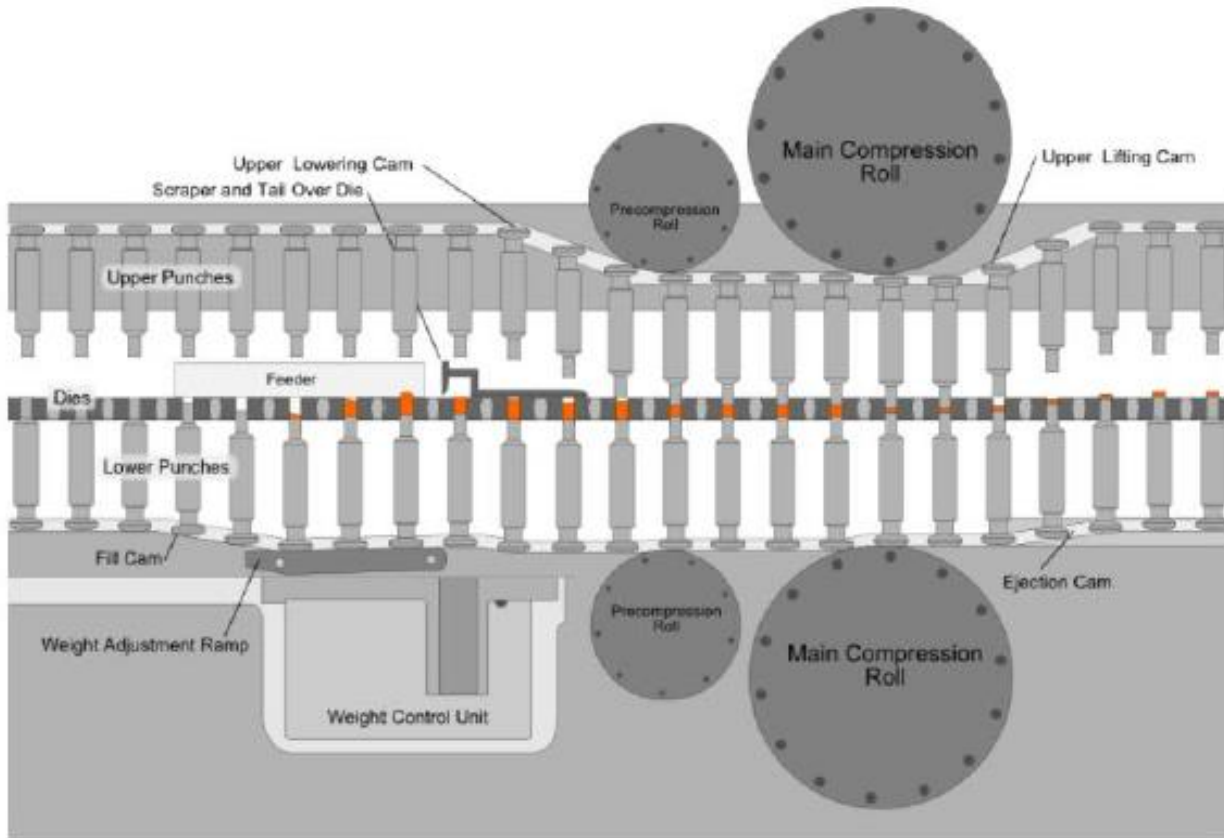 Upper Lowering Cam
Scraper and Tail Over Die
Precompression
Roll
Main Compression
Roll
Upper Lifting Cam
Upper Punches
Feeder
Dies
Lower Punches
Fill Cam
Weight Adjustment Ramp
Weight Control Unit
Precompression
Roll
Main Compression
Roll
Ejection Cam